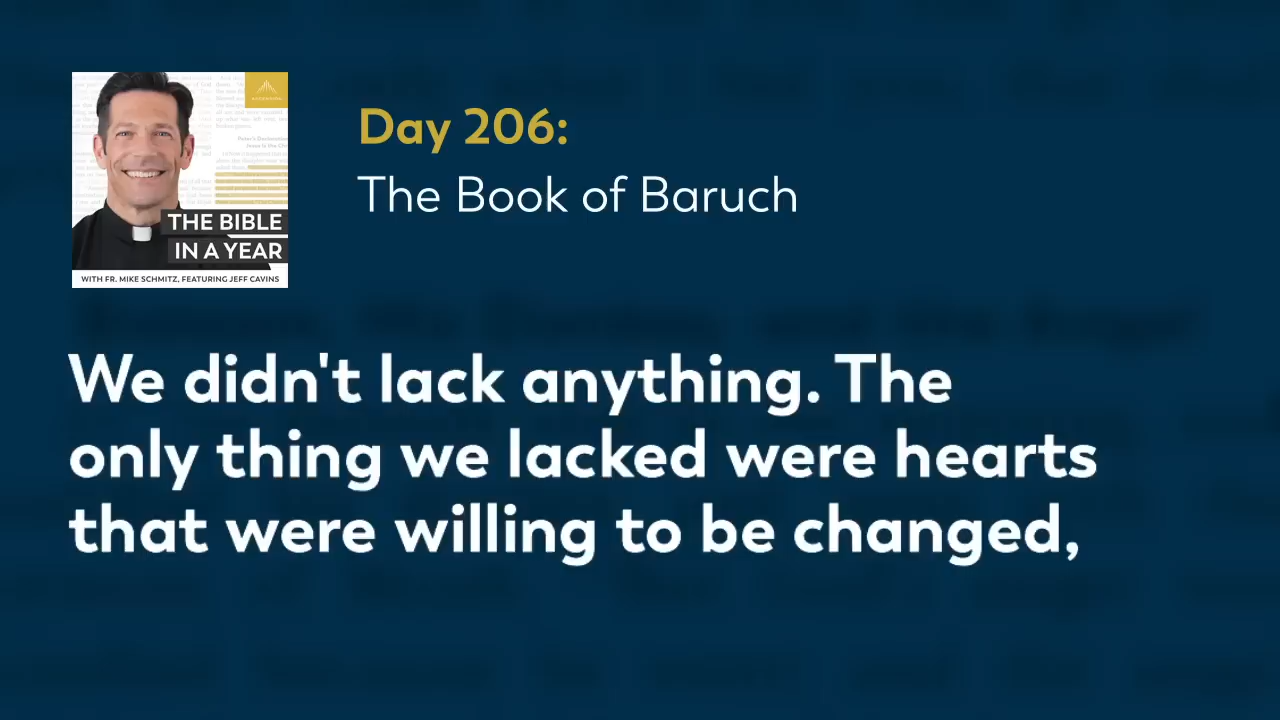 Day 206:
The Book of Baruch
THE BIBLE
IN A YEAR
WITH FR. MIKE SCHMITZ, FEATURING JEFF CAVINS
We didn't lack anything. The
only thing we lacked were hearts
that were willing to be changed,